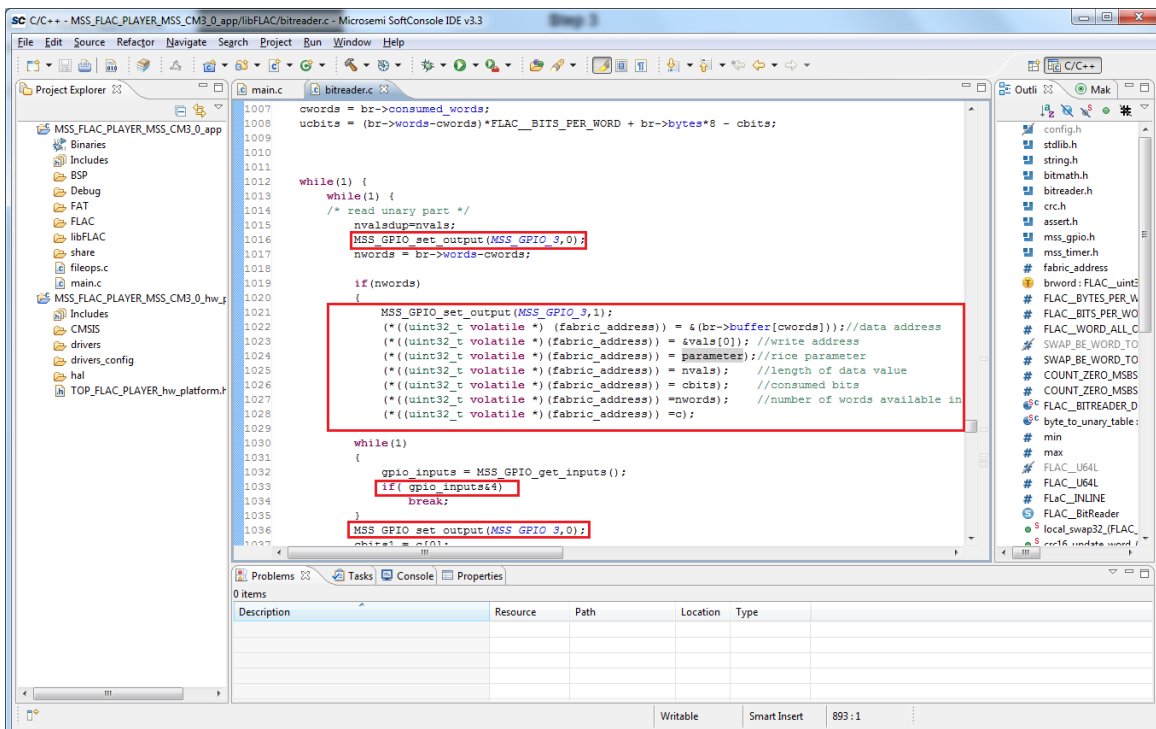 Step 3
SC C/C++ - MSS_FLAC_PLAYER_MSS_CM3_0_app/libFLAC/bitreader.c - Microsemi SoftConsole IDE v3.3
File Edit Source Refactor Navigate Search Project Run Window Help
C/C++
Project Explorer
MSS_FLAC_PLAYER_MSS_CM3_0_app
Binaries
Includes
BSP
Debug
FAT
FLAC
libFLAC
share
fileops.c
main.c
MSS_FLAC_PLAYER_MSS_CM3_0_hw_p
Includes
CMSIS
drivers
drivers_config
hal
TOP_FLAC_PLAYER_hw_platform.h
main.c bitreader.c
1007 cwords = br->consumed_words;
1008 ucbits = (br->words-cwords)*FLAC__BITS_PER_WORD + br->bytes*8 - cbits;
1009
1010
1011
1012 while(1) {
1013 while(1) {
1014 /* read unary part */
1015 nvalsdup=nvals;
1016 MSS_GPIO_set_output(MSS_GPIO_3,0);
1017 nwords = br->words-cwords;
1018
1019 if(nwords)
1020 {
1021 MSS_GPIO_set_output(MSS_GPIO_3,1);
1022 (*((uint32_t volatile *) (fabric_address)) = &(br->buffer[cwords]));//data address
1023 (*((uint32_t volatile *)(fabric_address)) = &vals[0]); //write address
1024 (*((uint32_t volatile *)(fabric_address)) = parameter);//rice parameter
1025 (*((uint32_t volatile *)(fabric_address)) = nvals); //length of data value
1026 (*((uint32_t volatile *)(fabric_address)) = cbits); //consumed bits
1027 (*((uint32_t volatile *)(fabric_address)) =nwords); //number of words available in
1028 (*((uint32_t volatile *)(fabric_address)) =c);
1029
1030 while(1)
1031 {
1032 gpio_inputs = MSS_GPIO_get_inputs();
1033 if( gpio_inputs&4)
1034 break;
1035 }
1036 MSS_GPIO_set_output(MSS_GPIO_3,0);
1037 cbits1 = c[0];
Outli Mak
config.h
stdlib.h
string.h
bitmath.h
bitreader.h
crc.h
assert.h
mss_gpio.h
mss_timer.h
fabric_address
brword : FLAC__uint3
FLAC__BYTES_PER_W
FLAC__BITS_PER_WO
FLAC__WORD_ALL_O
SWAP_BE_WORD_TO
SWAP_BE_WORD_TO
COUNT_ZERO_MSBS
COUNT_ZERO_MSBS
FLAC__BITREADER_D
byte_to_unary_table :
min
max
FLAC__U64L
FLAC__U64L
FLaC__INLINE
FLAC__BitReader
local_swap32_(FLAC_
crc16_update_word_(
Problems Tasks Console Properties
0 items
Description Resource Path Location Type
Writable Smart Insert 893 : 1